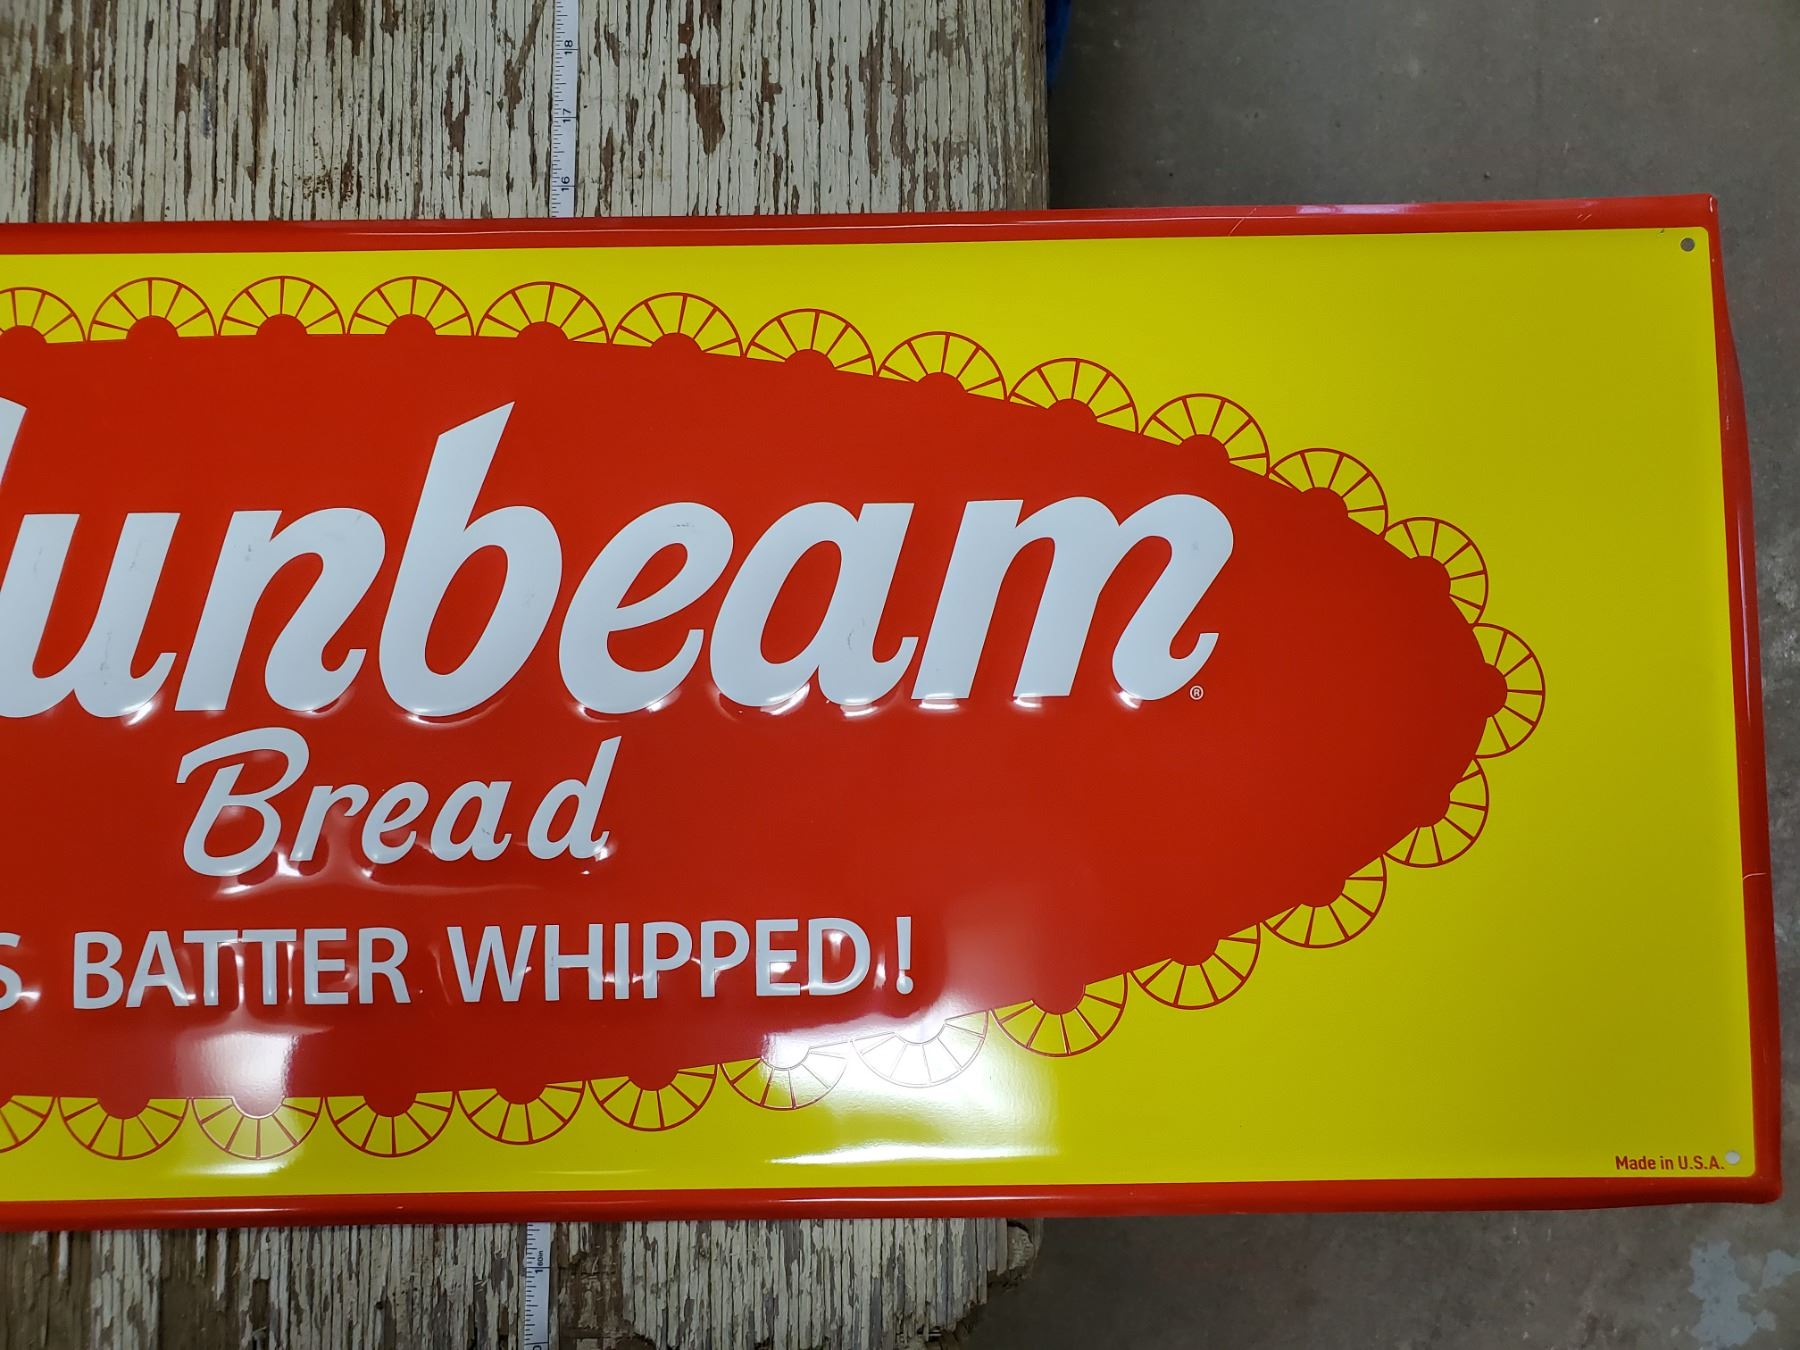 18
17
16
unbeam®
Bread
S BATTER WHIPPED!
Made in U.S.A.